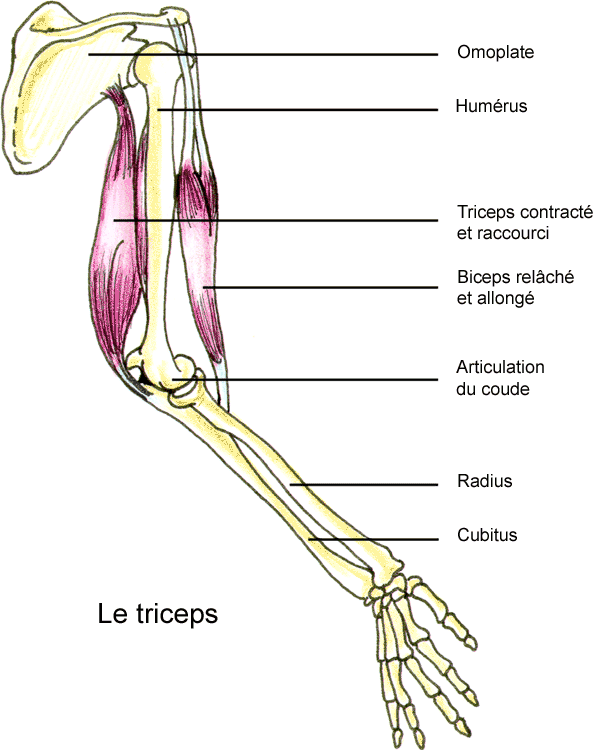 Omoplate
Humérus
Triceps contracté
et raccourci
Biceps relâché
et allongé
Articulation
du coude
Radius
Cubitus
Le triceps